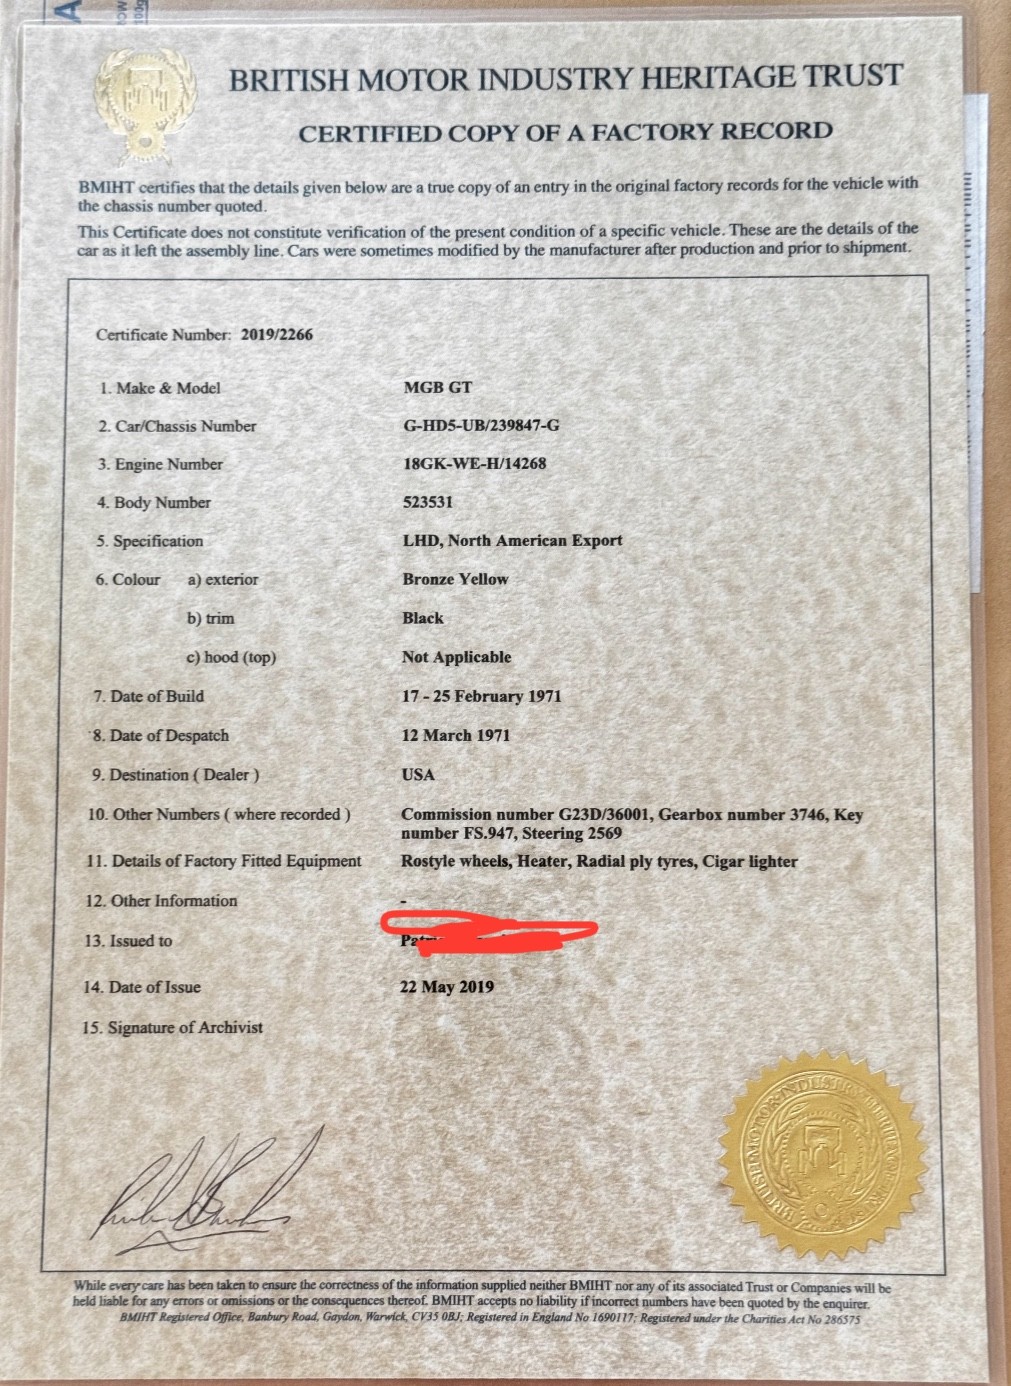 BRITISH MOTOR INDUSTRY HERITAGE TRUST
CERTIFIED COPY OF A FACTORY RECORD
BMIHT certifies that the details given below are a true copy of an entry in the original factory records for the vehicle with
the chassis number quoted.
This Certificate does not constitute verification of the present condition of a specific vehicle. These are the details of the
car as it left the assembly line. Cars were sometimes modified by the manufacturer after production and prior to shipment.
Certificate Number: 2019/2266
1. Make & Model MGB GT
2. Car/Chassis Number G-HD5-UB/239847-G
3. Engine Number 18GK-WE-H/14268
4. Body Number 523531
5. Specification LHD, North American Export
6. Colour a) exterior Bronze Yellow
b) trim Black
c) hood (top) Not Applicable
7. Date of Build 17 - 25 February 1971
8. Date of Despatch 12 March 1971
9. Destination ( Dealer ) USA
10. Other Numbers ( where recorded ) Commission number G23D/36001, Gearbox number 3746, Key
number FS.947, Steering 2569
11. Details of Factory Fitted Equipment Rostyle wheels, Heater, Radial ply tyres, Cigar lighter
12. Other Information -
13. Issued to
14. Date of Issue 22 May 2019
15. Signature of Archivist
While every care has been taken to ensure the correctness of the information supplied neither BMIHT nor any of its associated Trust or Companies will be
held liable for any errors or omissions or the consequences thereof. BMIHT accepts no liability if incorrect numbers have been quoted by the enquirer.
BMIHT Registered Office, Banbury Road, Gaydon, Warwick, CV35 0BJ; Registered in England No 1690117; Registered under the Charities Act No 286575